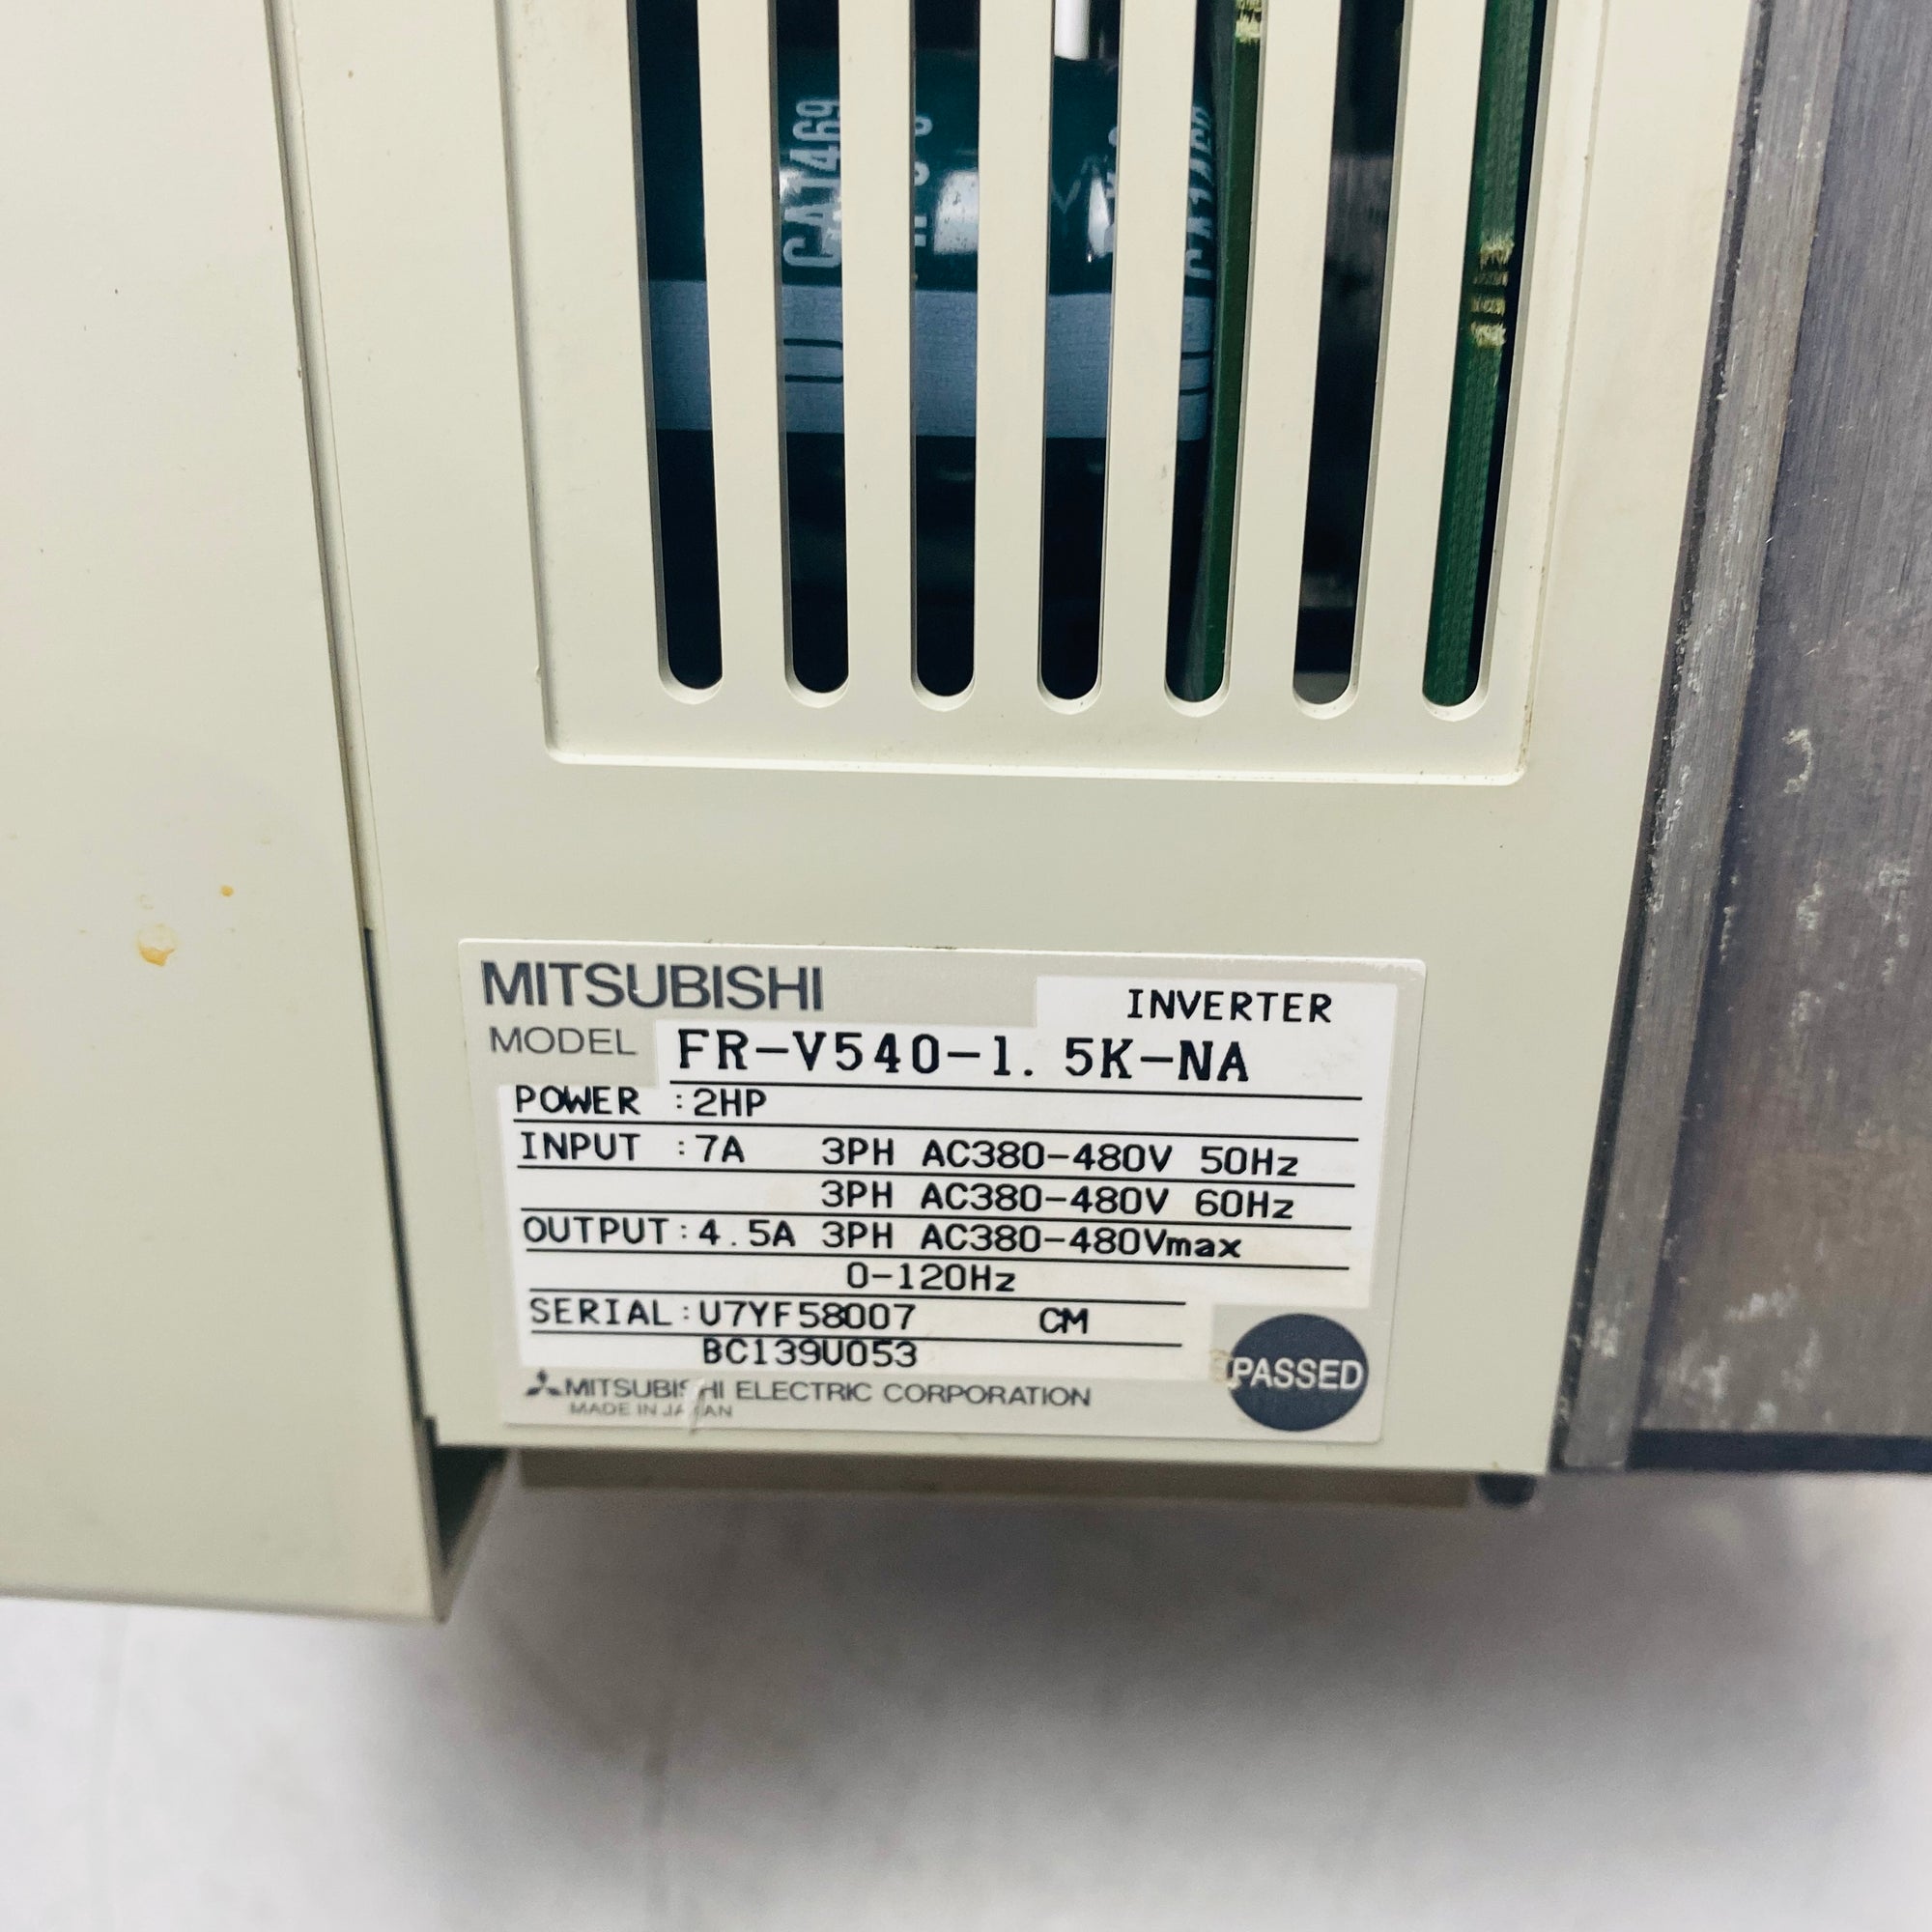 CA1469
MITSUBISHI
INVERTER
MODEL FR-V540-1.5K-NA
POWER :2HP
INPUT :7A 3PH AC380-480V 50Hz
3PH AC380-480V 60Hz
OUTPUT:4.5A 3PH AC380-480Vmax
0-120Hz
SERIAL:U7YF58007 CM
BC139U053
PASSED
MITSUBISHI ELECTRIC CORPORATION
MADE IN JAPAN